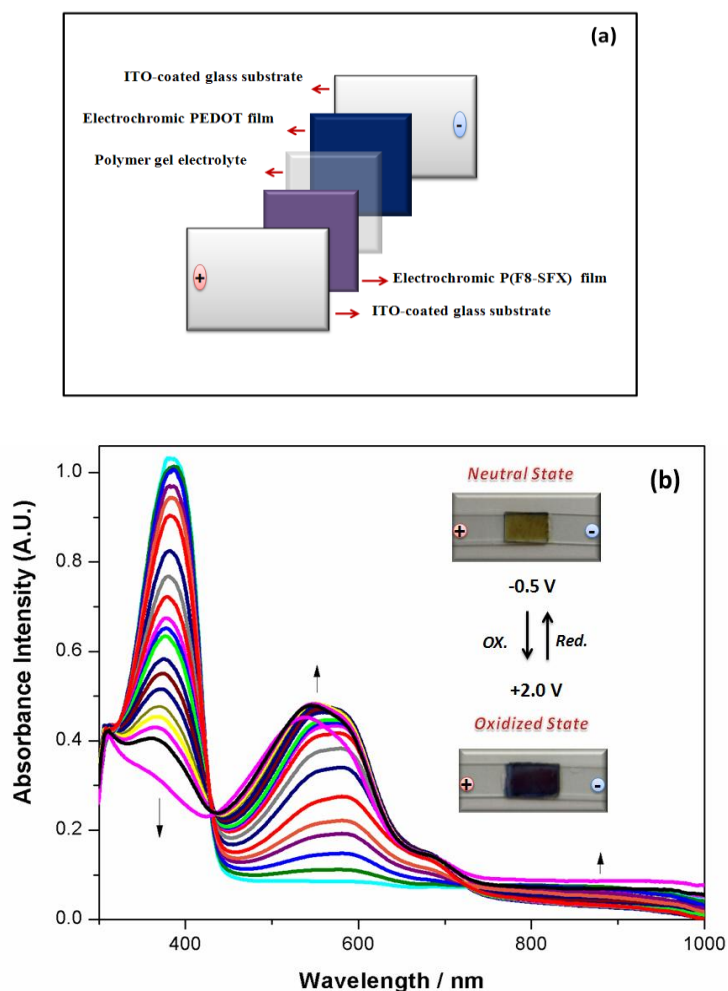 (a)
ITO-coated glass substrate
Electrochromic PEDOT film
-
Polymer gel electrolyte
+
Electrochromic P(F8-SFX) film
ITO-coated glass substrate
(b)
Neutral State
+ -
-0.5 V
OX. Red.
+2.0 V
Oxidized State
+ -
Absorbance Intensity (A.U.)
1.0
0.8
0.6
0.4
0.2
0.0
400 600 800 1000
Wavelength / nm